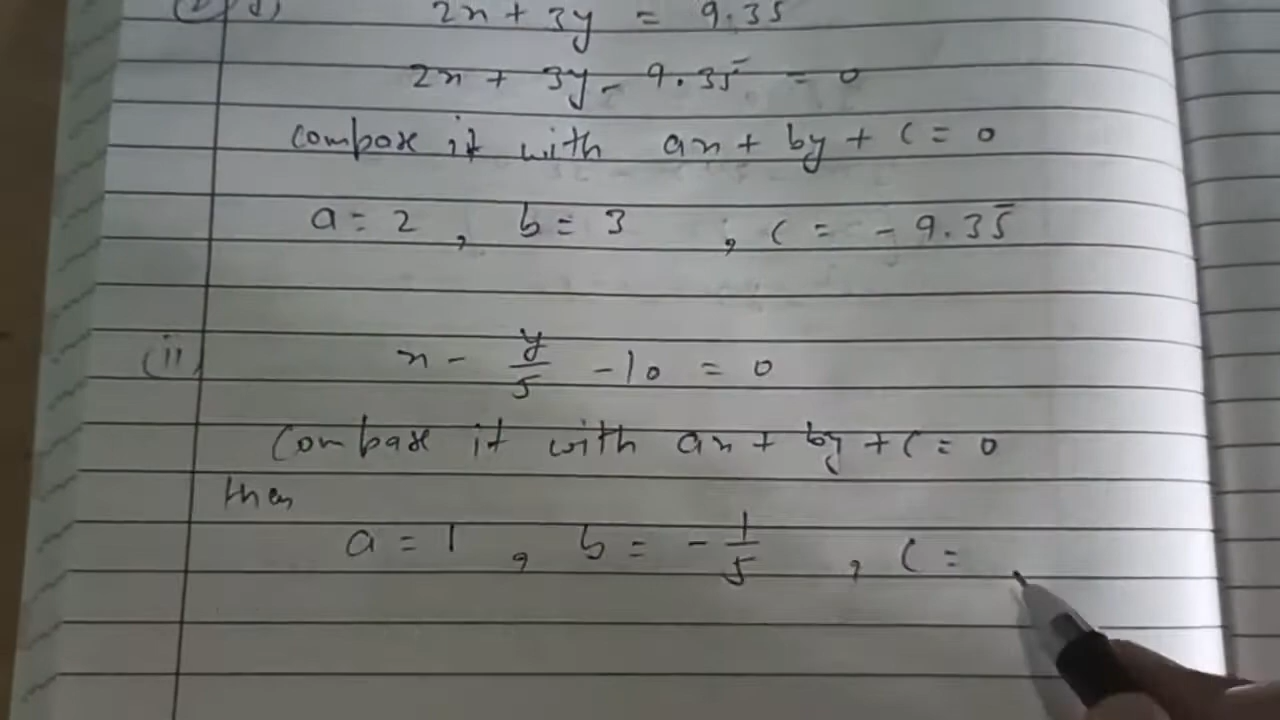 2x + 3y = 9.35
2x + 3y - 9.35 = 0
compare it with ax + by + c = 0
a = 2 , b = 3 , c = - 9.35
(ii) x - y/5 - 10 = 0
Compare it with ax + by + c = 0
then
a = 1 , b = - 1/5 , c =